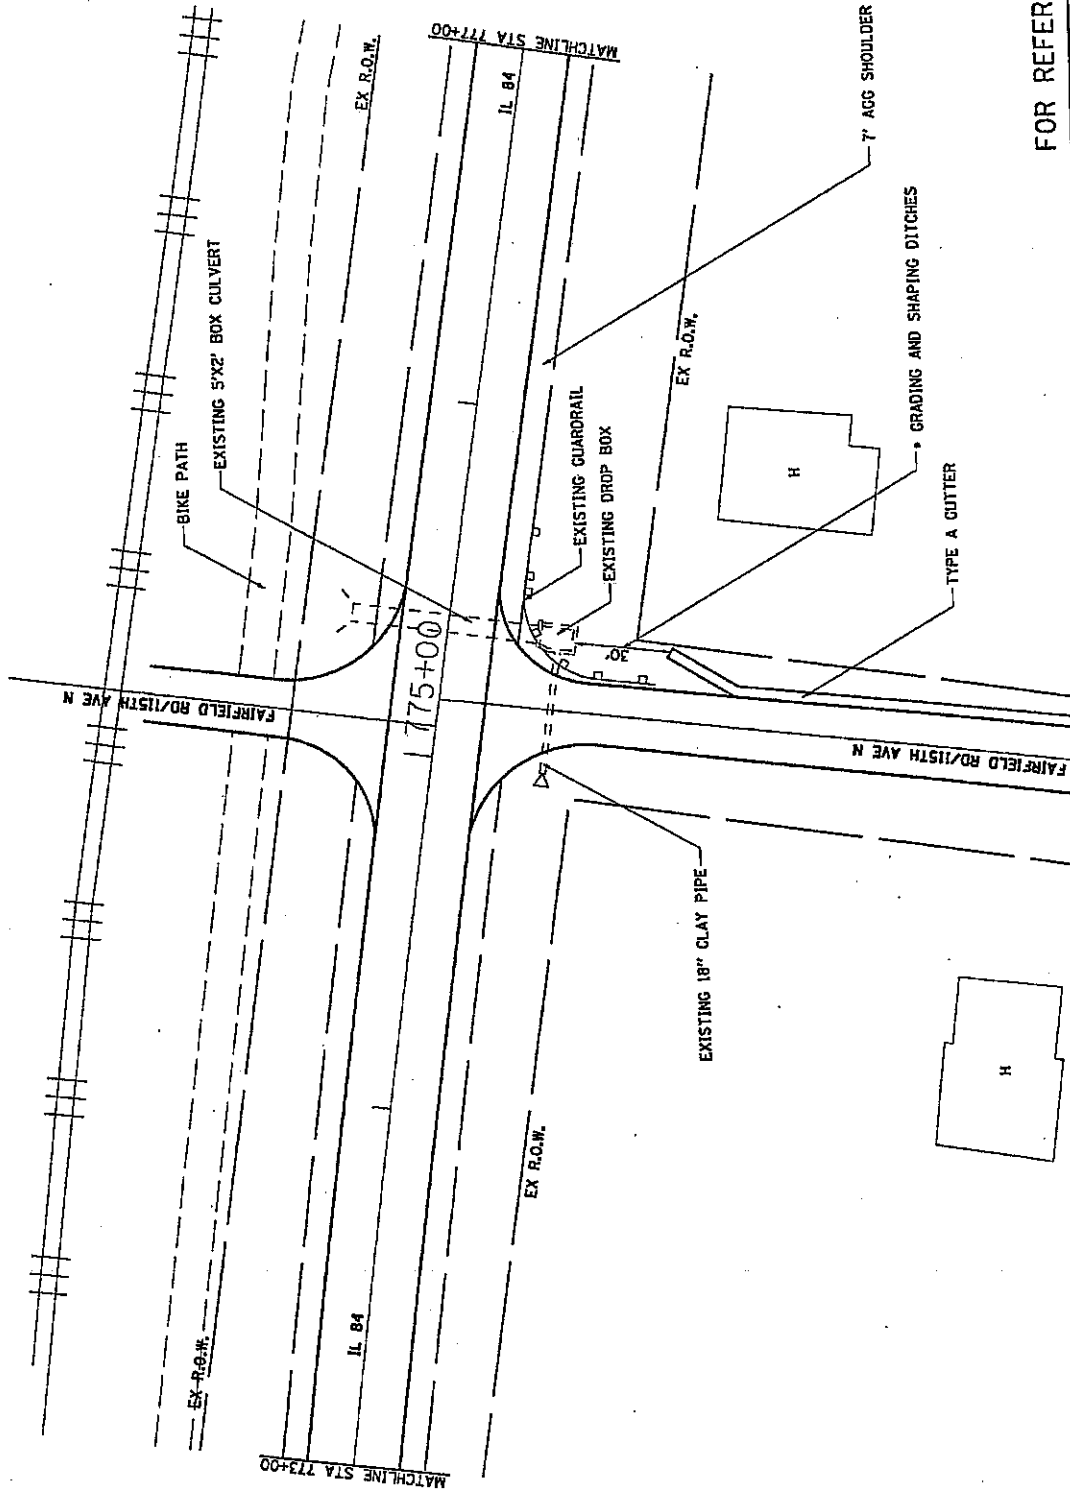 MATCHLINE STA 773+00
EX R.O.W.
IL 84
EX R.O.W.
H
EXISTING 18" CLAY PIPE
FAIRFIELD RD/115TH AVE N
775+00
FAIRFIELD RD/115TH AVE N
BIKE PATH
EXISTING 5'X2' BOX CULVERT
EXISTING GUARDRAIL
EXISTING DROP BOX
30'
TYPE A GUTTER
* GRADING AND SHAPING DITCHES
H
EX R.O.W.
EX R.O.W.
IL 84
7' AGG SHOULDER
MATCHLINE STA 777+00
FOR REFER